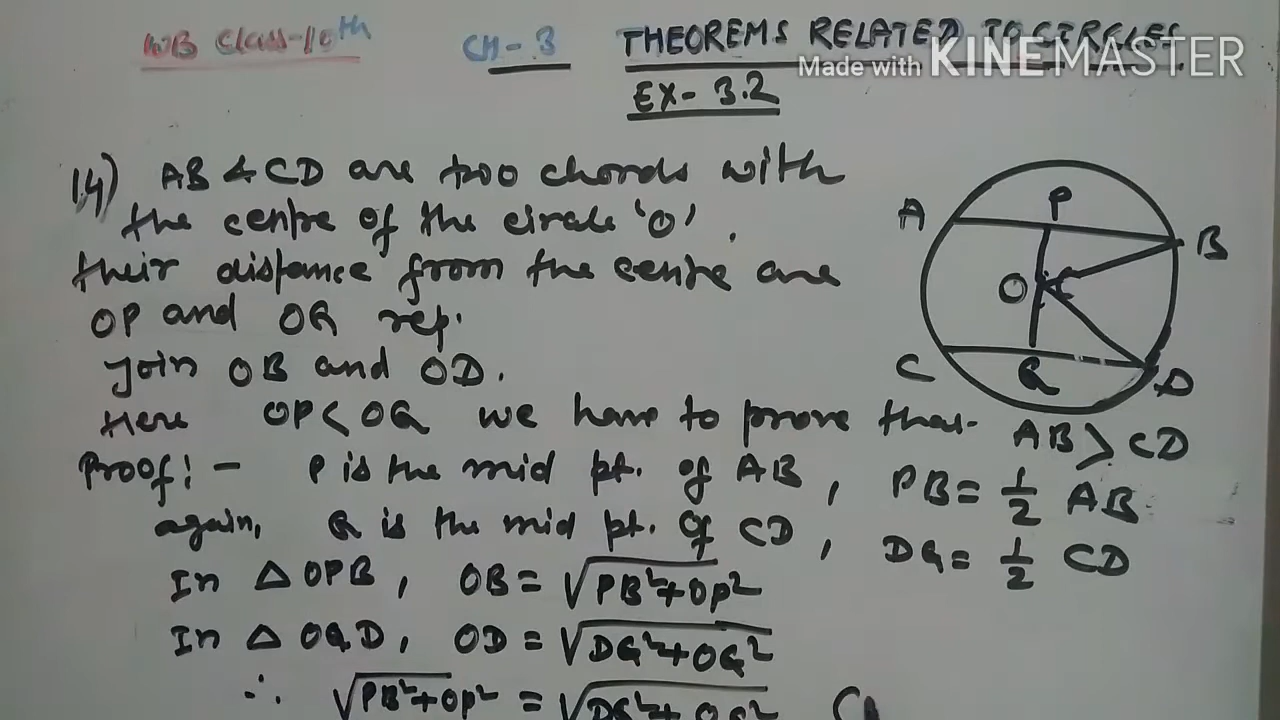 WB Class-10th CH-3 THEOREMS RELATED TO CIRCLES
Made with KINEMASTER
EX- 3.2
14) AB & CD are two chords with
the centre of the circle 'O'.
their distance from the centre are
OP and OQ rep.
Join OB and OD.
Here OP < OQ we have to prove that AB > CD
Proof:- P is the mid pt. of AB, PB = 1/2 AB
again, Q is the mid pt. of CD, DQ = 1/2 CD
In △ OPB, OB = √PB²+OP²
In △ OQD, OD = √DQ²+OQ²
∴ √PB²+OP² = √DQ²+OQ²
A
P
B
O
C
Q
D